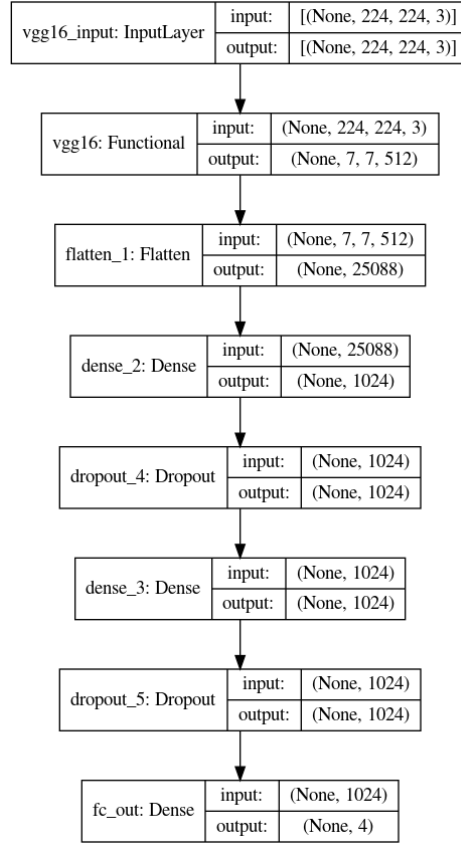 vgg16_input: InputLayer
input:
[(None, 224, 224, 3)]
output:
[(None, 224, 224, 3)]
vgg16: Functional
input:
(None, 224, 224, 3)
output:
(None, 7, 7, 512)
flatten_1: Flatten
input:
(None, 7, 7, 512)
output:
(None, 25088)
dense_2: Dense
input:
(None, 25088)
output:
(None, 1024)
dropout_4: Dropout
input:
(None, 1024)
output:
(None, 1024)
dense_3: Dense
input:
(None, 1024)
output:
(None, 1024)
dropout_5: Dropout
input:
(None, 1024)
output:
(None, 1024)
fc_out: Dense
input:
(None, 1024)
output:
(None, 4)